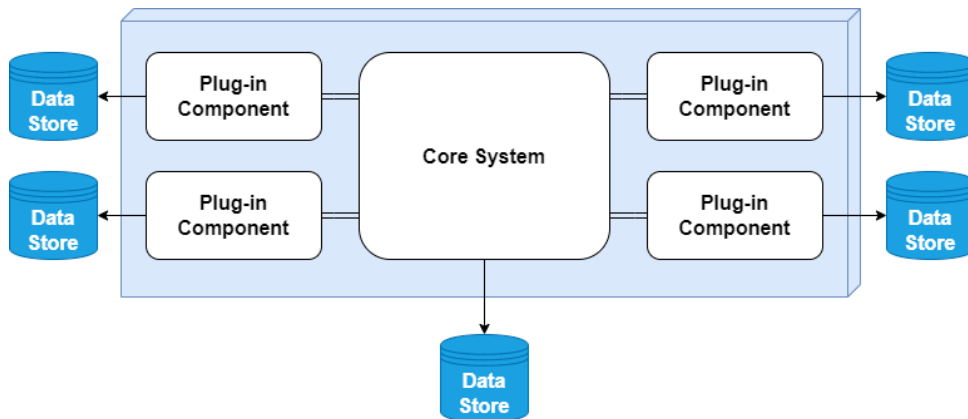 Data
Store
Plug-in
Component
Core System
Plug-in
Component
Data
Store
Data
Store
Plug-in
Component
Plug-in
Component
Data
Store
Data
Store